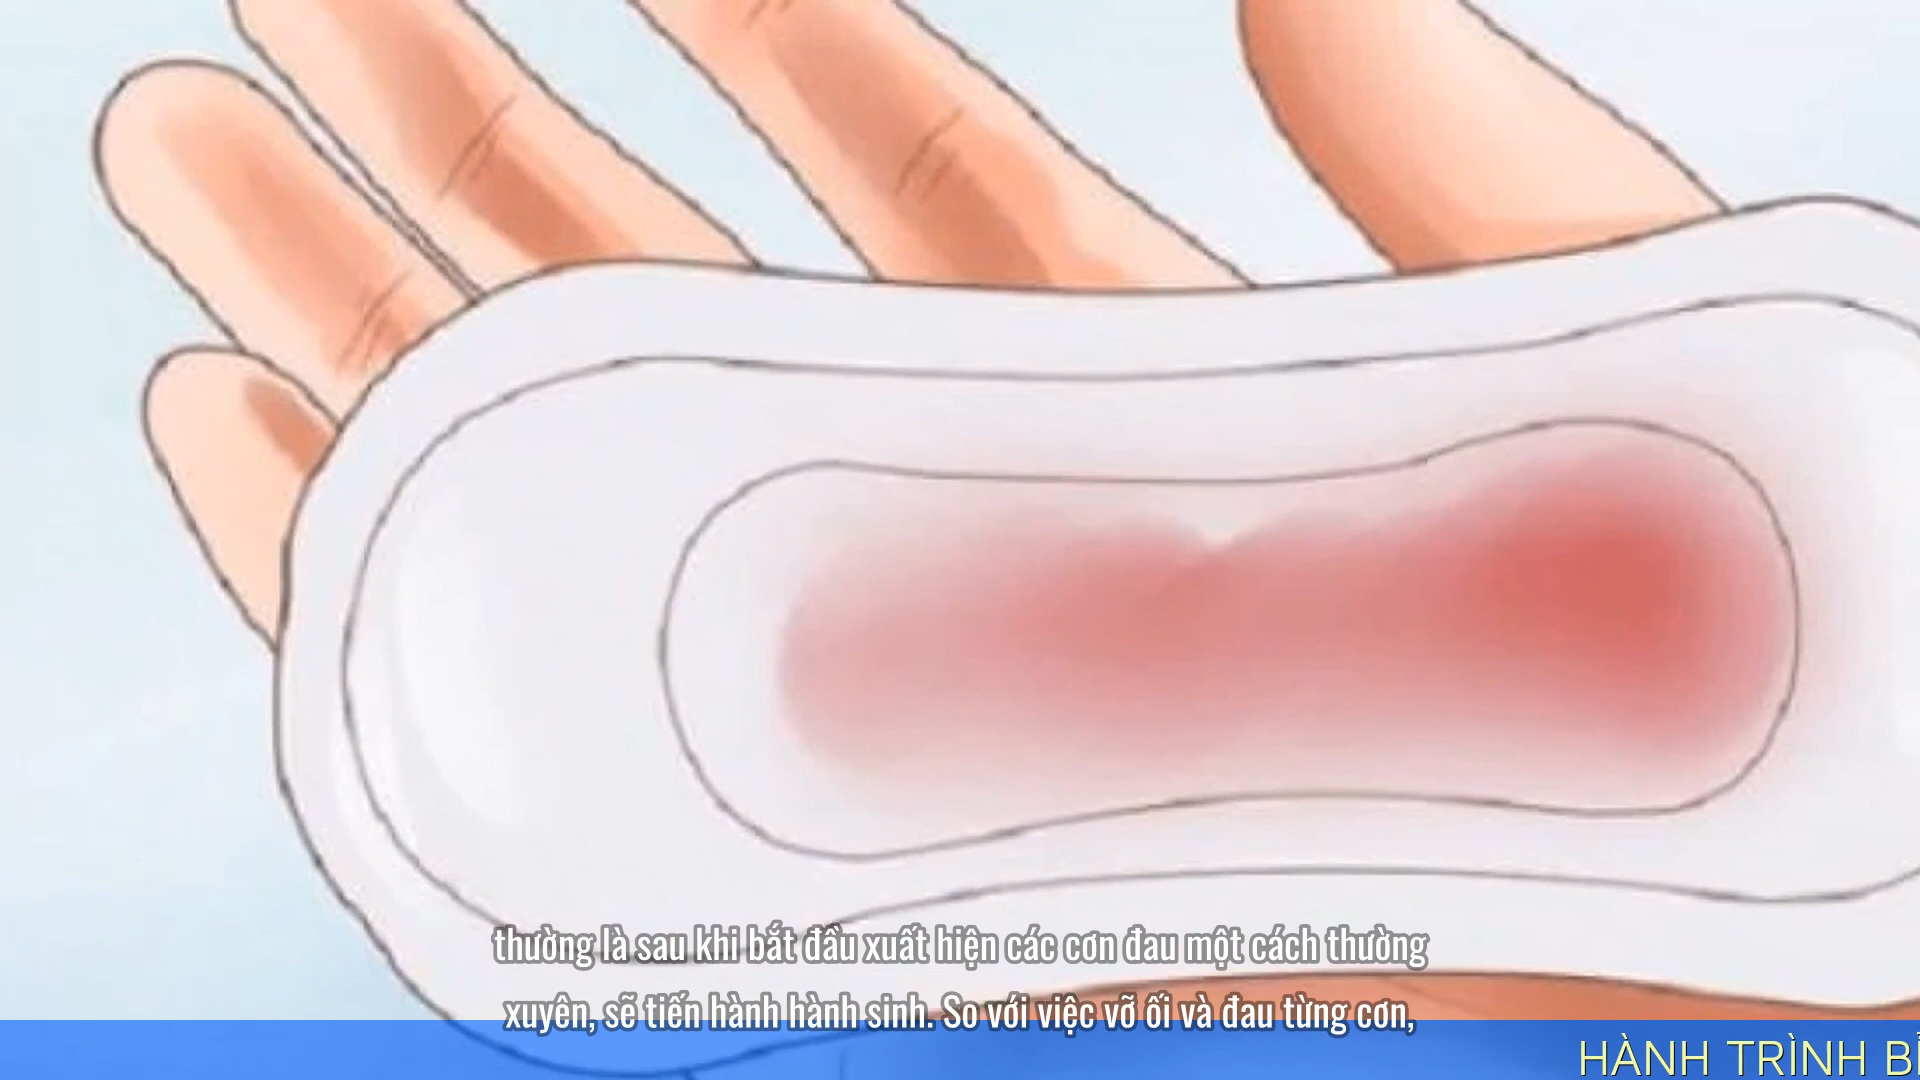 thường là sau khi bắt đầu xuất hiện các cơn đau một cách thường
xuyên, sẽ tiến hành hành sinh. So với việc vỡ ối và đau từng cơn,
HÀNH TRÌNH